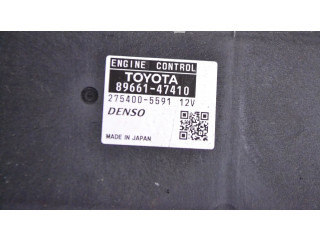 ENGINE CONTROL
TOYOTA
89661-47410
275400-5591 12V
DENSO
MADE IN JAPAN